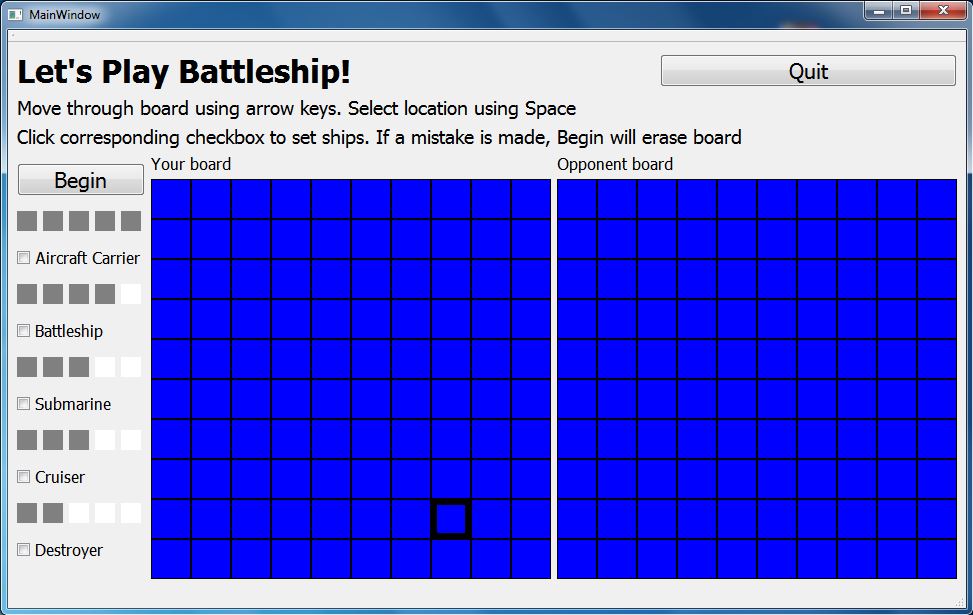 MainWindow
Let's Play Battleship!
Quit
Move through board using arrow keys. Select location using Space
Click corresponding checkbox to set ships. If a mistake is made, Begin will erase board
Begin
Your board
Opponent board
Aircraft Carrier
Battleship
Submarine
Cruiser
Destroyer